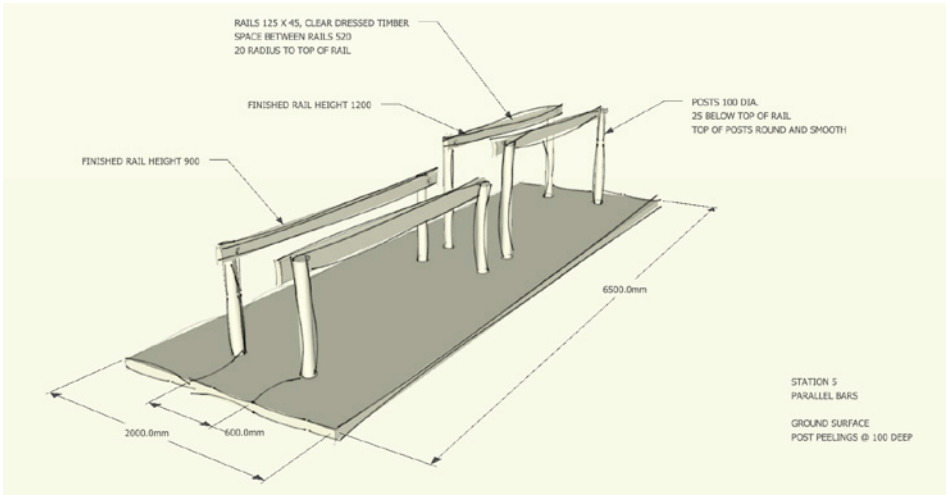 RAILS 125 X 45, CLEAR DRESSED TIMBER
SPACE BETWEEN RAILS 520
20 RADIUS TO TOP OF RAIL
FINISHED RAIL HEIGHT 1200
POSTS 100 DIA.
25 BELOW TOP OF RAIL
TOP OF POSTS ROUND AND SMOOTH
FINISHED RAIL HEIGHT 900
6500.0mm
2000.0mm
600.0mm
STATION 5
PARALLEL BARS
GROUND SURFACE
POST PEELINGS @ 100 DEEP